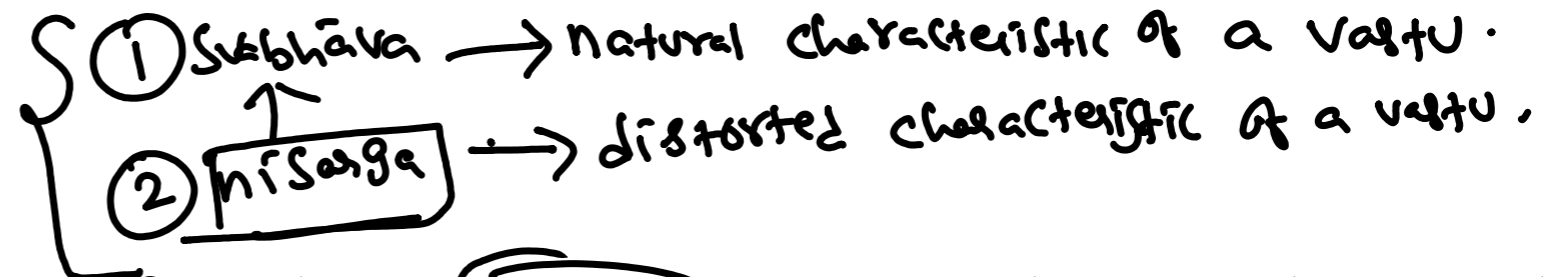 ① Svabhāva → natural characteristic of a vastu.
② nisarga → distorted characteristic of a vastu.